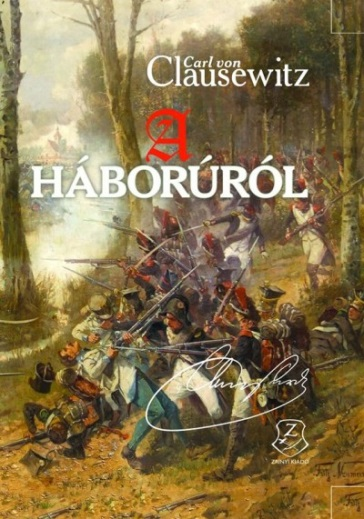 Carl von
Clausewitz
A
HÁBORÚRÓL
Z
ZRÍNYI KIADÓ